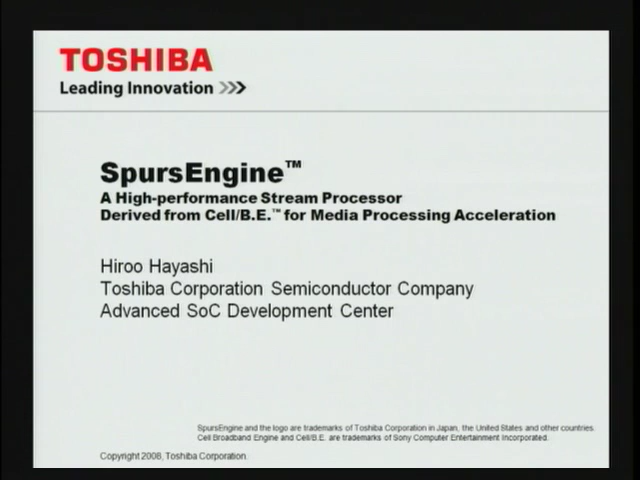 TOSHIBA
Leading Innovation >>>
SpursEngine™
A High-performance Stream Processor
Derived from Cell/B.E.™ for Media Processing Acceleration
Hiroo Hayashi
Toshiba Corporation Semiconductor Company
Advanced SoC Development Center
SpursEngine and the logo are trademarks of Toshiba Corporation in Japan, the United States and other countries.
Cell Broadband Engine and Cell/B.E. are trademarks of Sony Computer Entertainment Incorporated.
Copyright 2008, Toshiba Corporation.